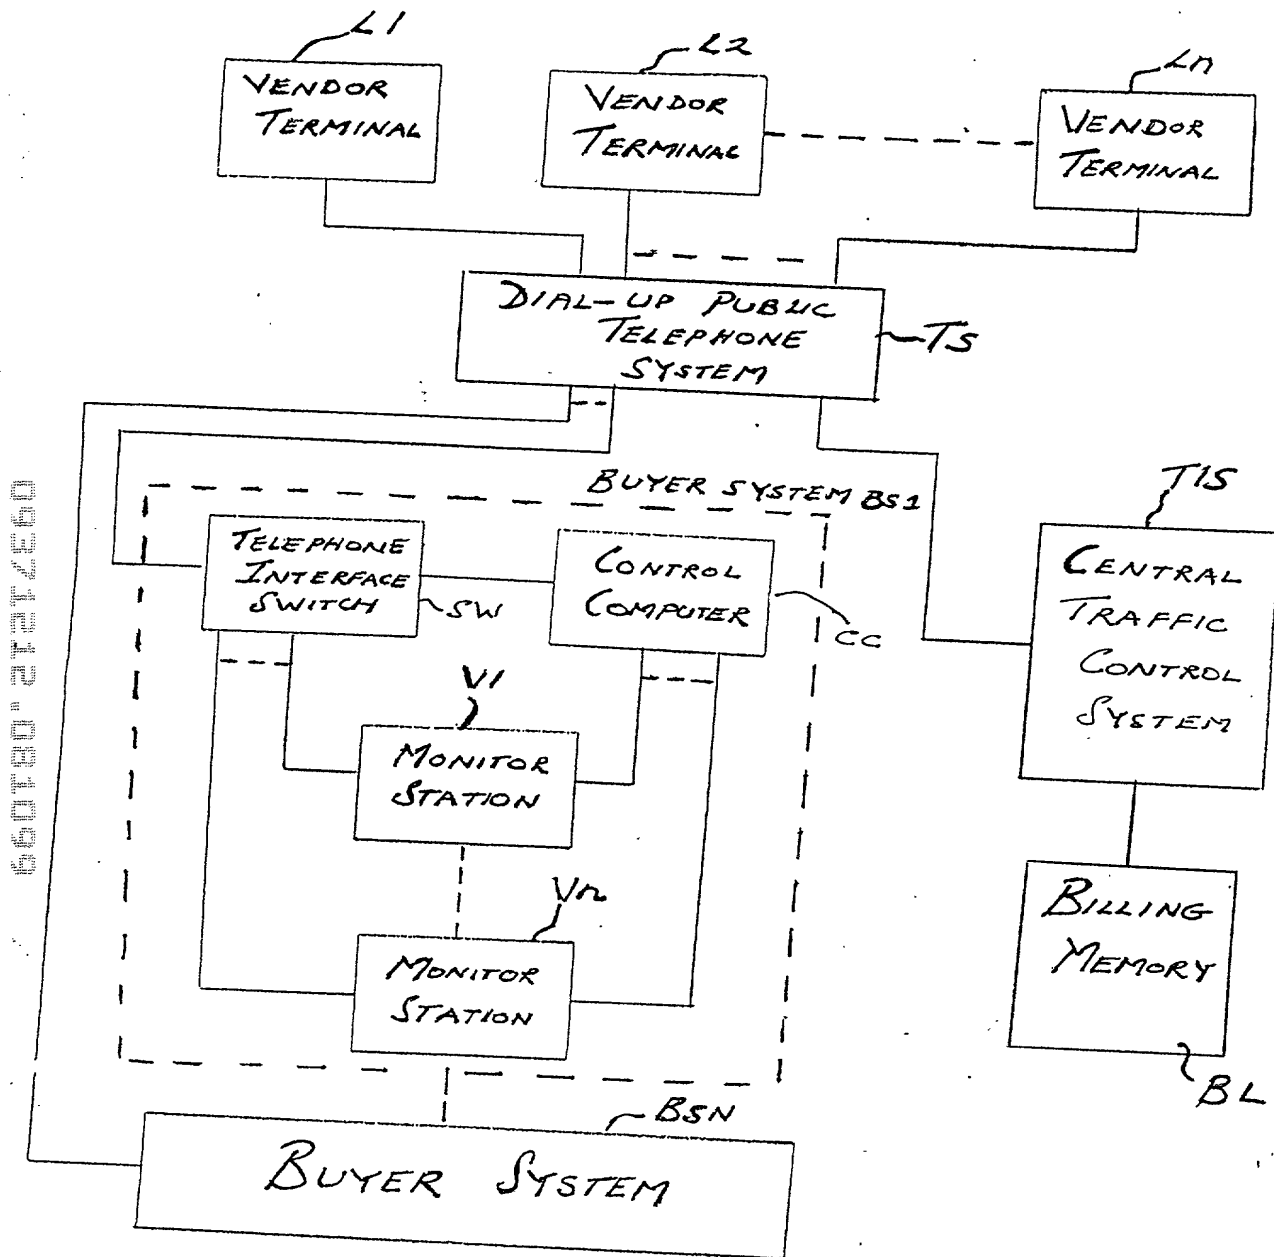 L1
L2
Ln
VENDOR
TERMINAL
VENDOR
TERMINAL
VENDOR
TERMINAL
DIAL-UP PUBLIC
TELEPHONE
SYSTEM
TS
BUYER SYSTEM BS1
TELEPHONE
INTERFACE
SWITCH
SW
CONTROL
COMPUTER
CC
T1S
CENTRAL
TRAFFIC
CONTROL
SYSTEM
V1
MONITOR
STATION
Vn
MONITOR
STATION
BILLING
MEMORY
BL
BSN
BUYER SYSTEM